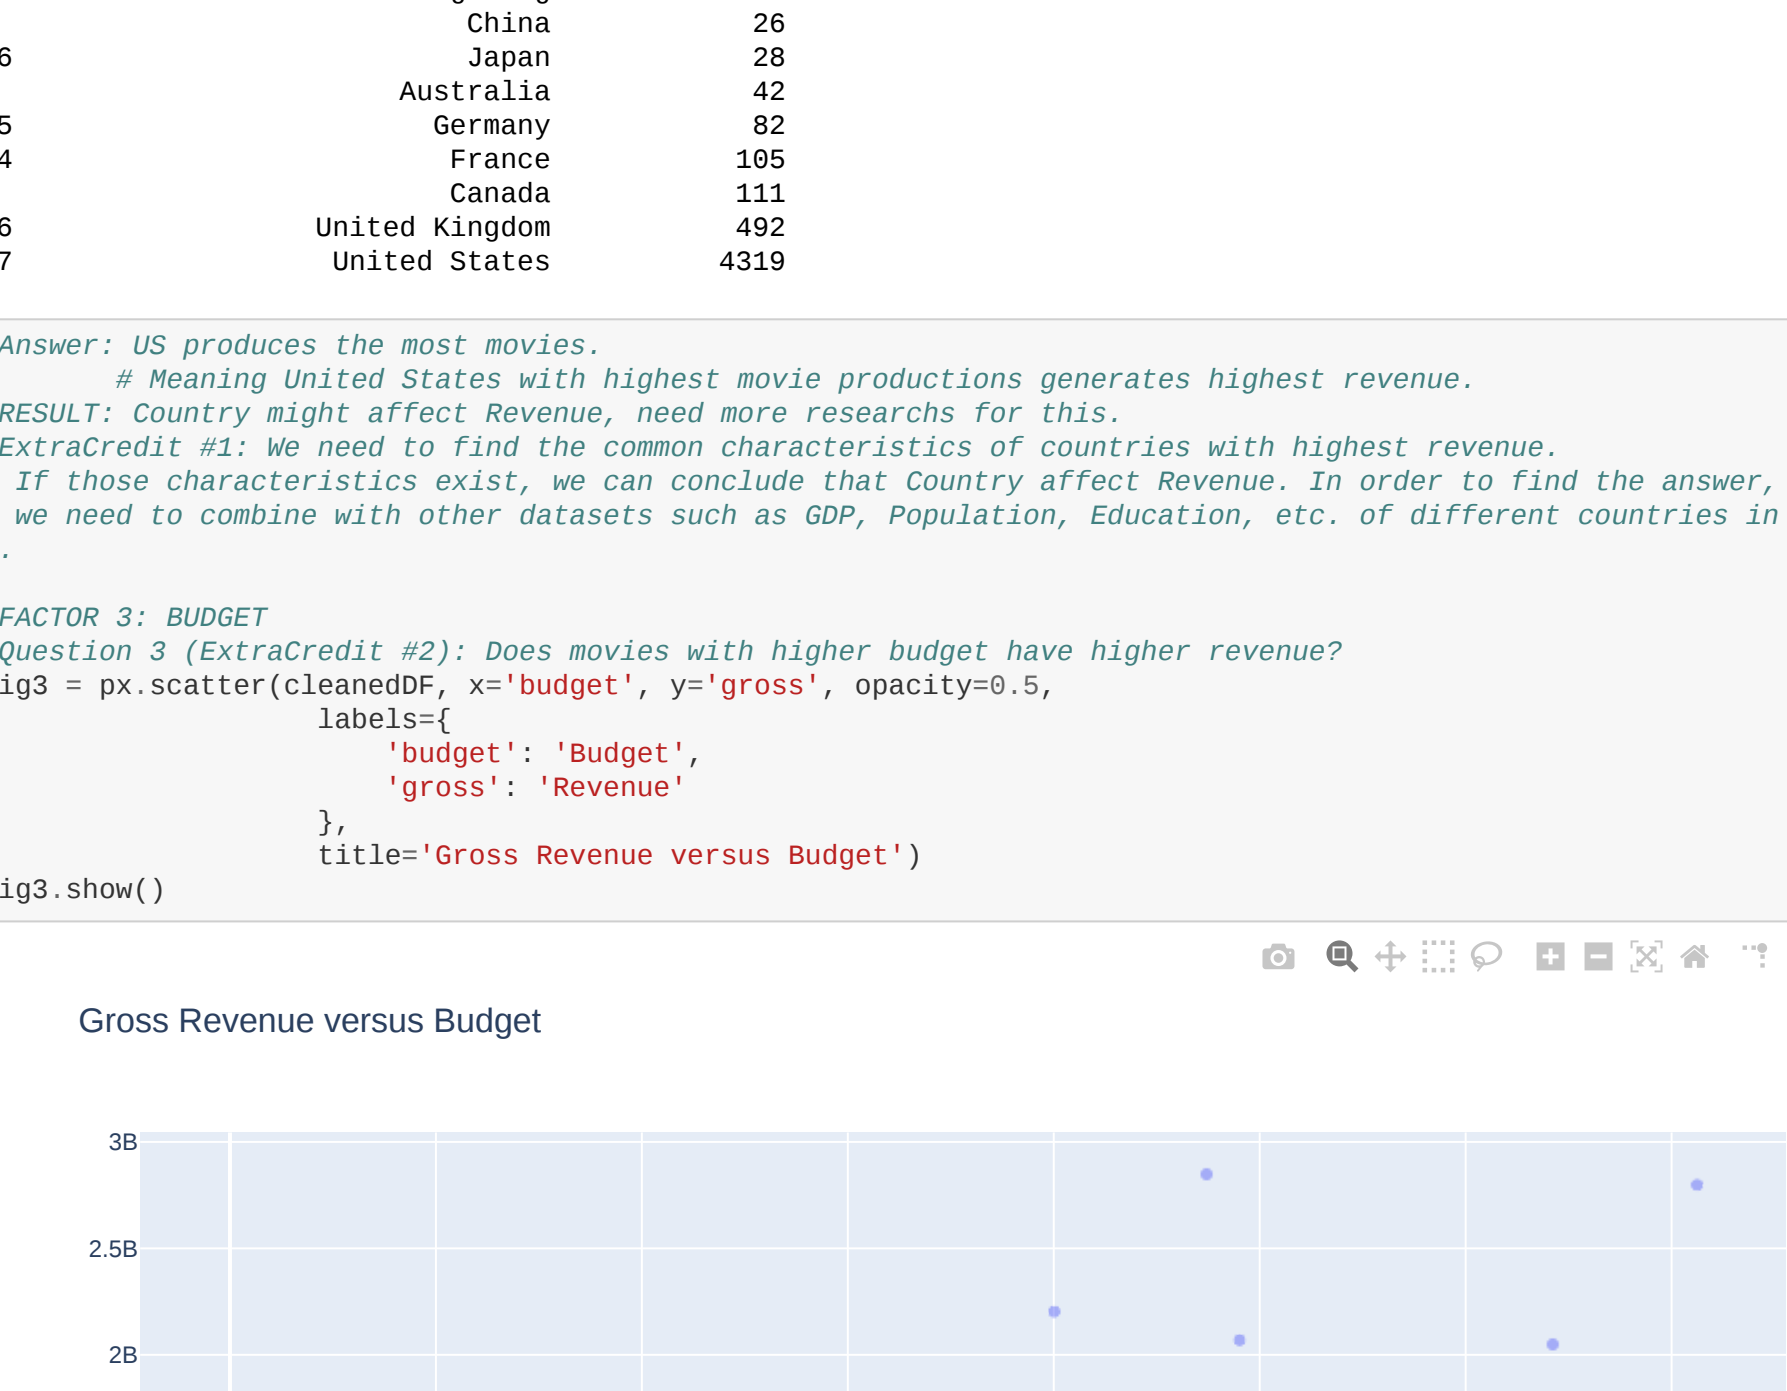 China 26
6 Japan 28
Australia 42
5 Germany 82
4 France 105
Canada 111
6 United Kingdom 492
7 United States 4319
Answer: US produces the most movies.
# Meaning United States with highest movie productions generates highest revenue.
RESULT: Country might affect Revenue, need more researchs for this.
ExtraCredit #1: We need to find the common characteristics of countries with highest revenue.
If those characteristics exist, we can conclude that Country affect Revenue. In order to find the answer,
we need to combine with other datasets such as GDP, Population, Education, etc. of different countries in
.
FACTOR 3: BUDGET
Question 3 (ExtraCredit #2): Does movies with higher budget have higher revenue?
ig3 = px.scatter(cleanedDF, x='budget', y='gross', opacity=0.5,
labels={
'budget': 'Budget',
'gross': 'Revenue'
},
title='Gross Revenue versus Budget')
ig3.show()
Gross Revenue versus Budget
3B
2.5B
2B